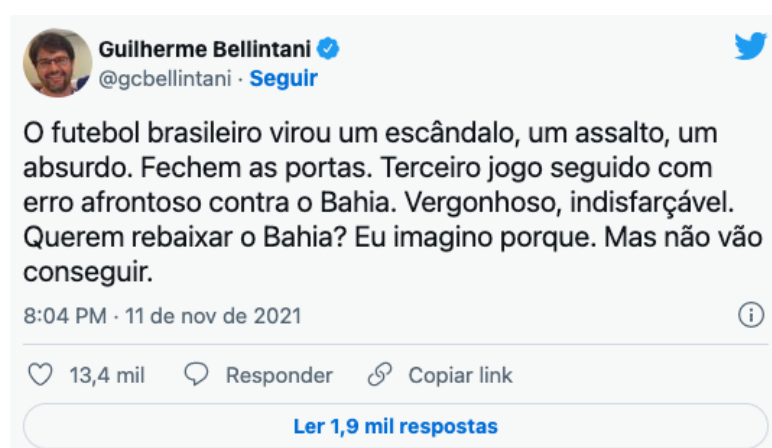 Guilherme Bellintani
@gcbellintani · Seguir
O futebol brasileiro virou um escândalo, um assalto, um
absurdo. Fechem as portas. Terceiro jogo seguido com
erro afrontoso contra o Bahia. Vergonhoso, indisfarçável.
Querem rebaixar o Bahia? Eu imagino porque. Mas não vão
conseguir.
8:04 PM · 11 de nov de 2021
13,4 mil Responder Copiar link
Ler 1,9 mil respostas